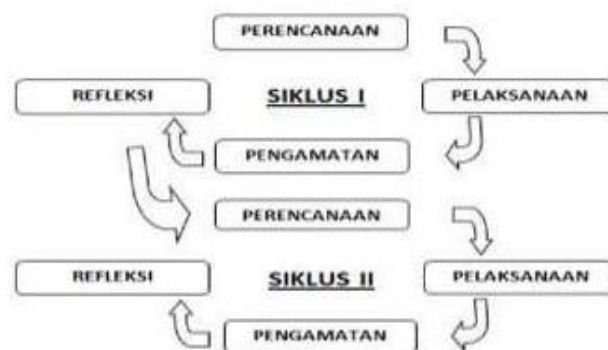 PERENCANAAN
REFLEKSI
SIKLUS I
PELAKSANAAN
PENGAMATAN
PERENCANAAN
REFLEKSI
SIKLUS II
PELAKSANAAN
PENGAMATAN